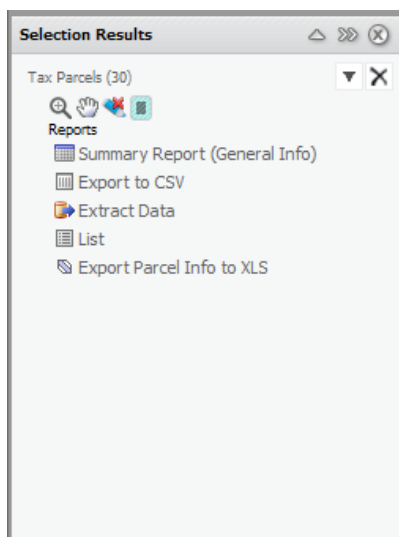 Selection Results
Tax Parcels (30)
Reports
Summary Report (General Info)
Export to CSV
Extract Data
List
Export Parcel Info to XLS